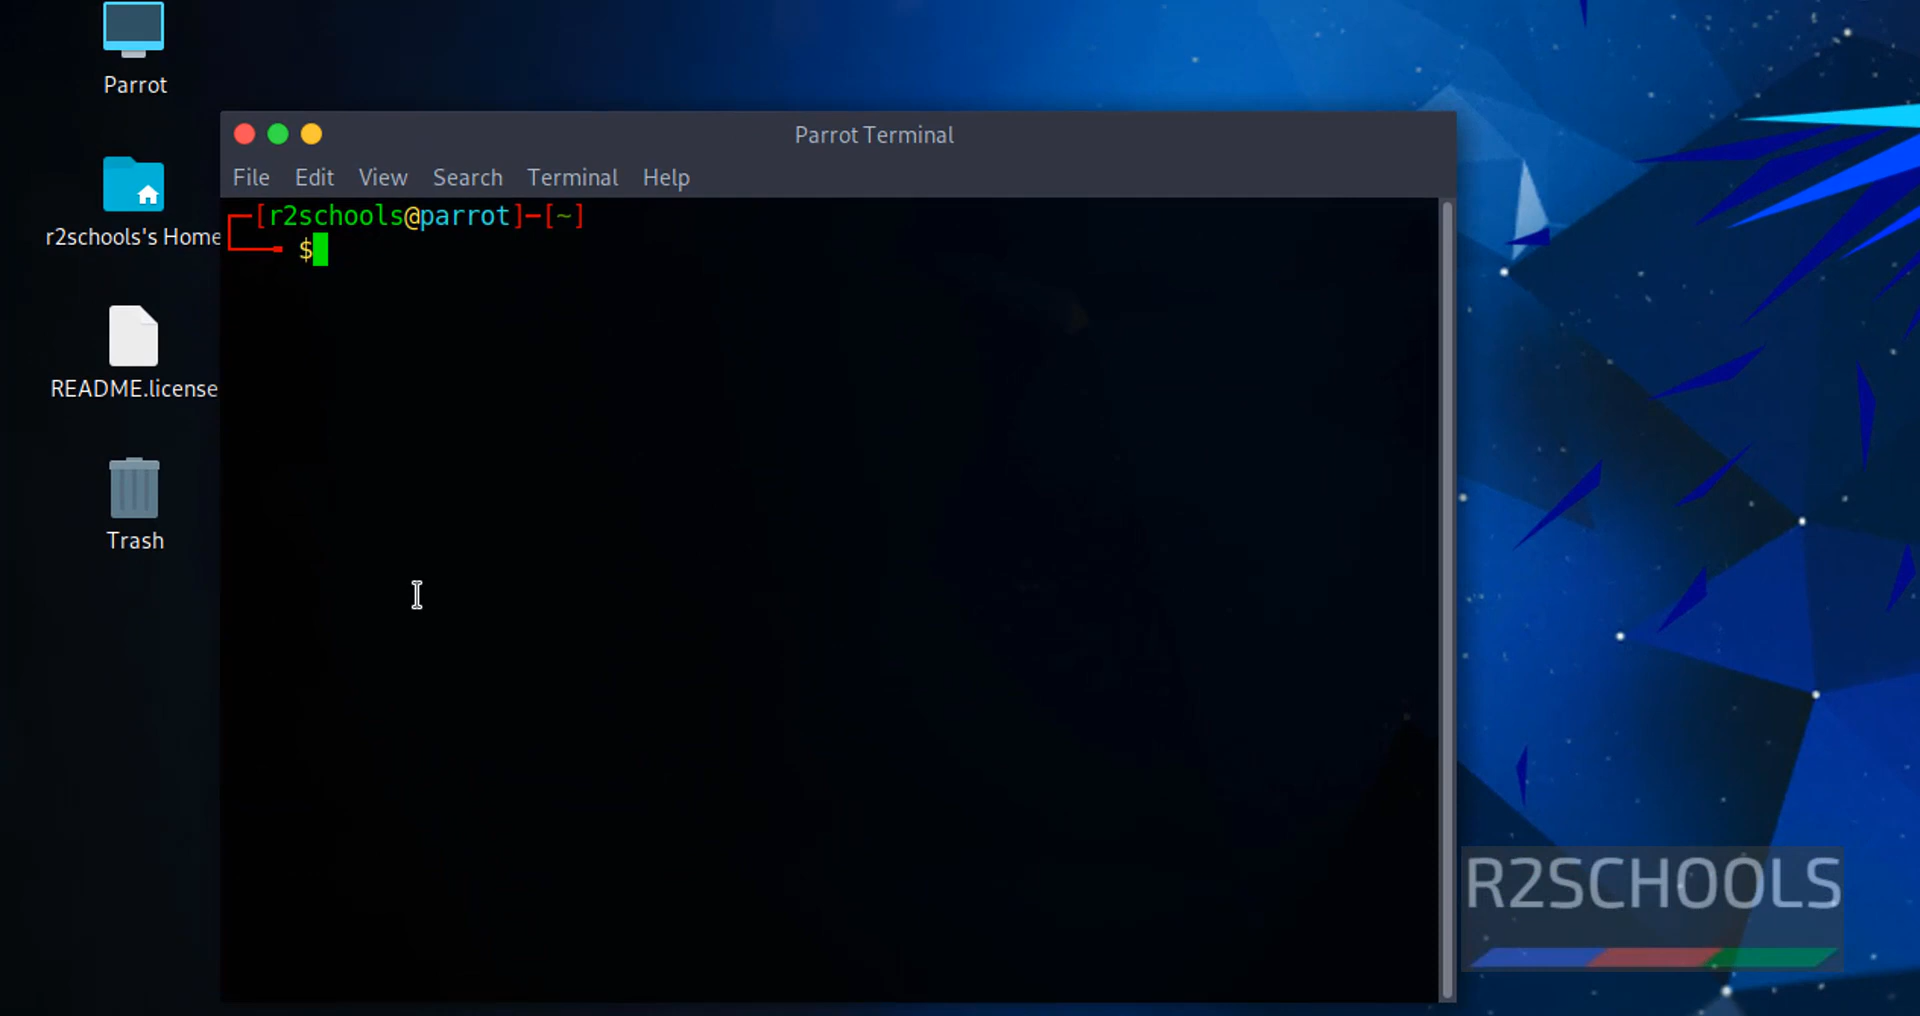 Parrot
r2schools's Home
README.license
Trash
Parrot Terminal
File Edit View Search Terminal Help
[r2schools@parrot]-[~]
$
R2SCHOOLS